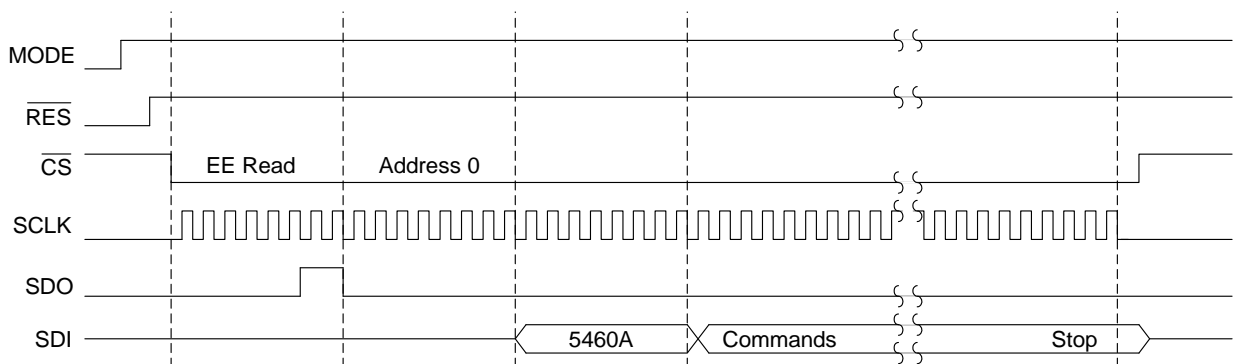 MODE
RES
CS EE Read Address 0
SCLK
SDO
SDI 5460A Commands Stop